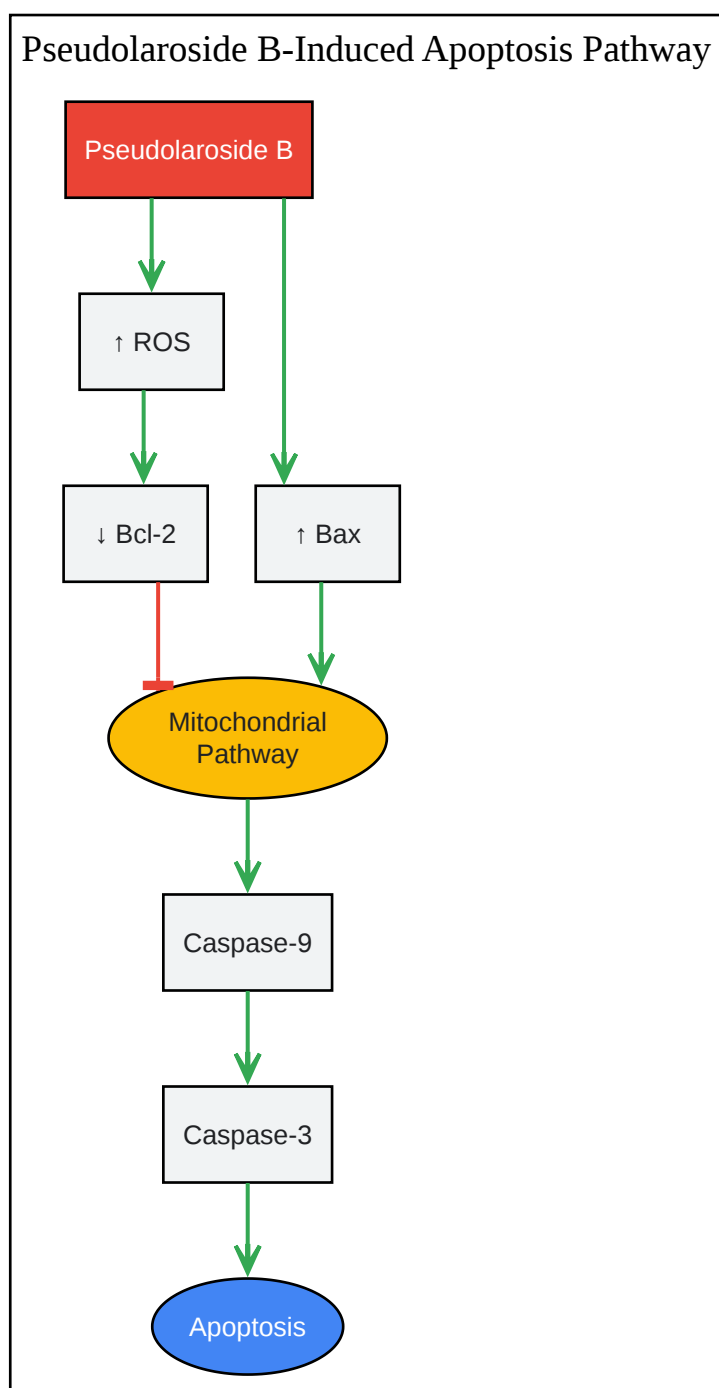 Pseudolaroside B-Induced Apoptosis Pathway
Pseudolaroside B
↑ ROS
↓ Bcl-2
↑ Bax
Mitochondrial
Pathway
Caspase-9
Caspase-3
Apoptosis